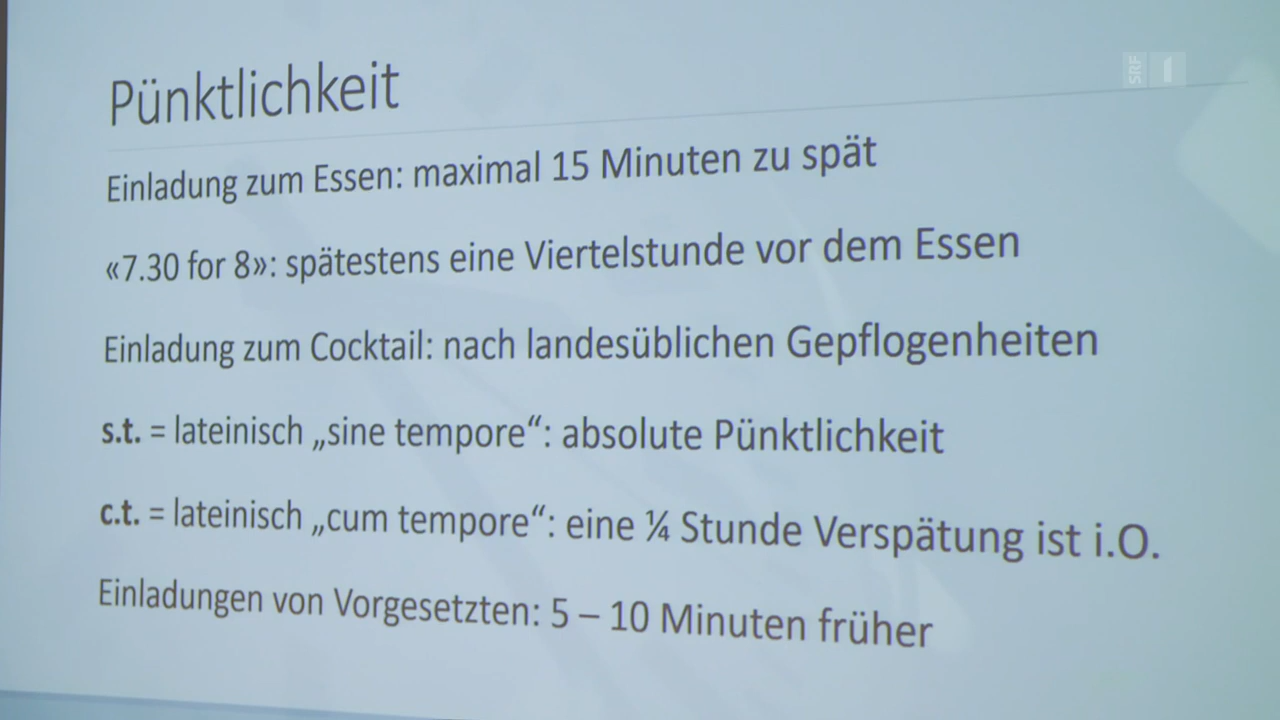 SRF 1
Pünktlichkeit
Einladung zum Essen: maximal 15 Minuten zu spät
«7.30 for 8»: spätestens eine Viertelstunde vor dem Essen
Einladung zum Cocktail: nach landesüblichen Gepflogenheiten
s.t. = lateinisch „sine tempore“: absolute Pünktlichkeit
c.t. = lateinisch „cum tempore“: eine ¼ Stunde Verspätung ist i.O.
Einladungen von Vorgesetzten: 5 – 10 Minuten früher